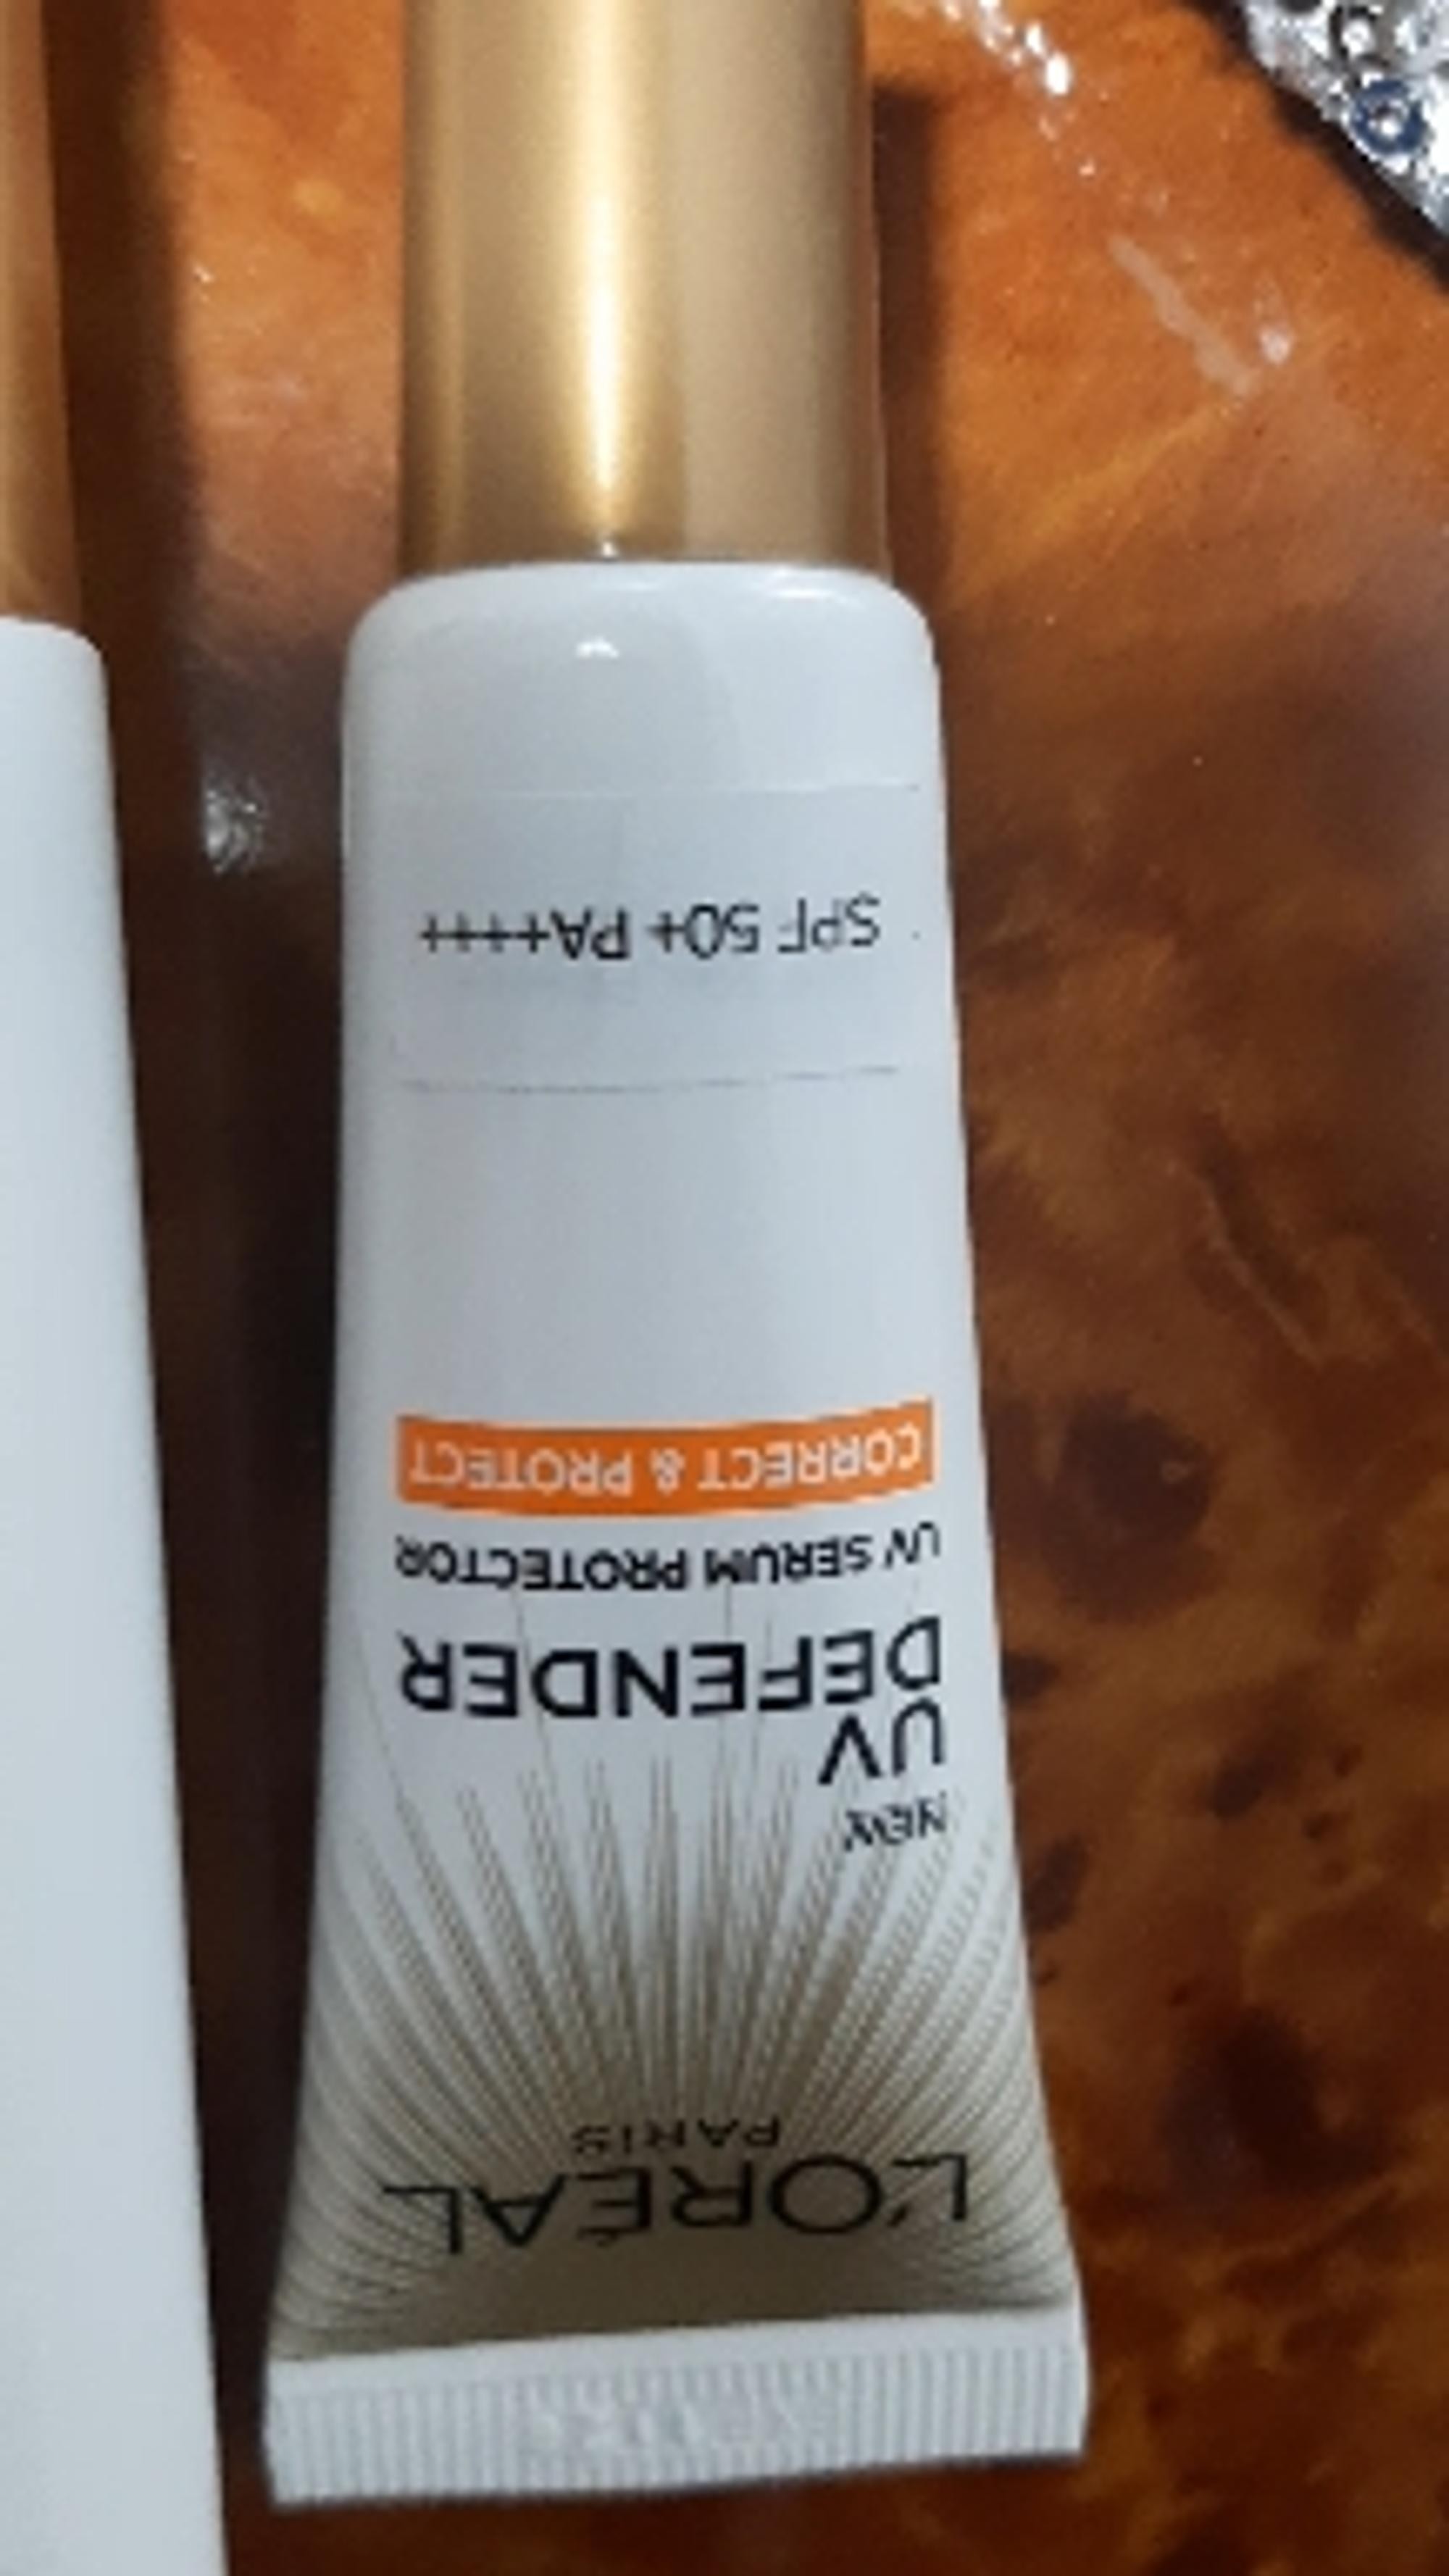 L'ORÉAL
PARIS
NEW
UV
DEFENDER
UV SERUM PROTECTOR
CORRECT & PROTECT
SPF 50+ PA++++